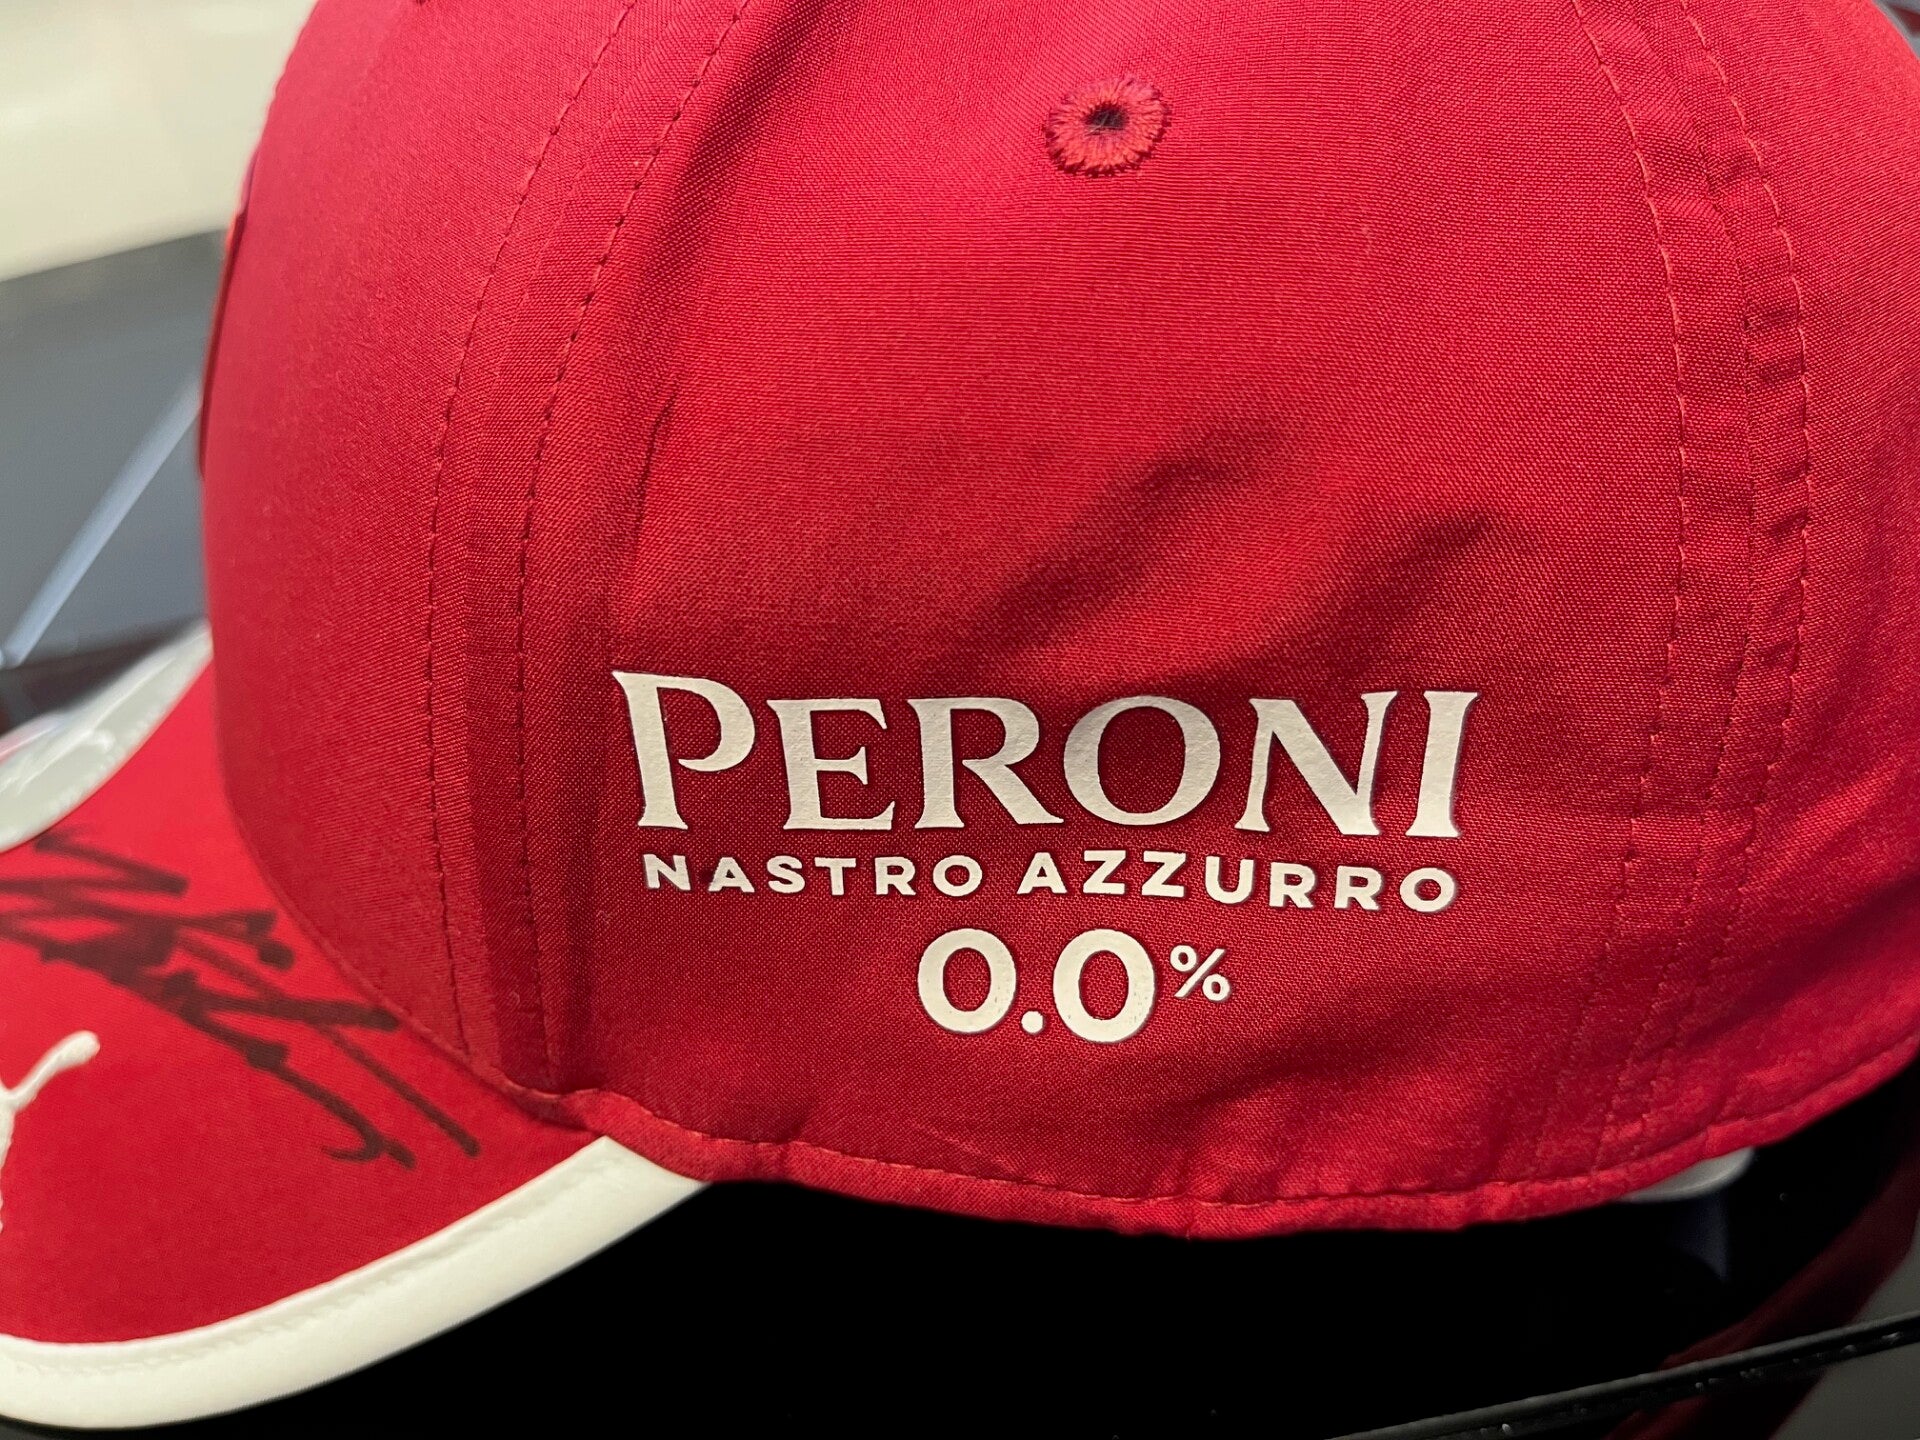 PERONI
NASTRO AZZURRO
0.0%